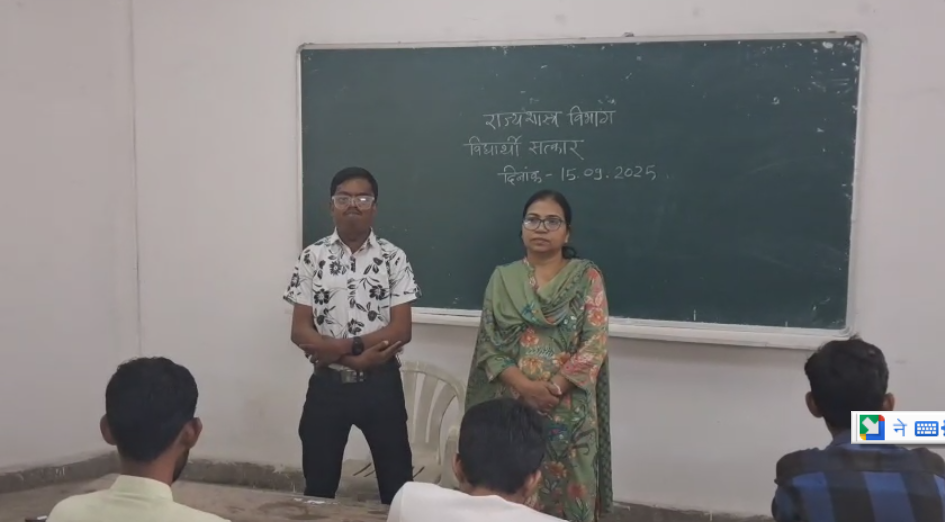 राज्यशास्त्र विभाग
विद्यार्थी सत्कार
दिनांक - 15.09.2025
ने